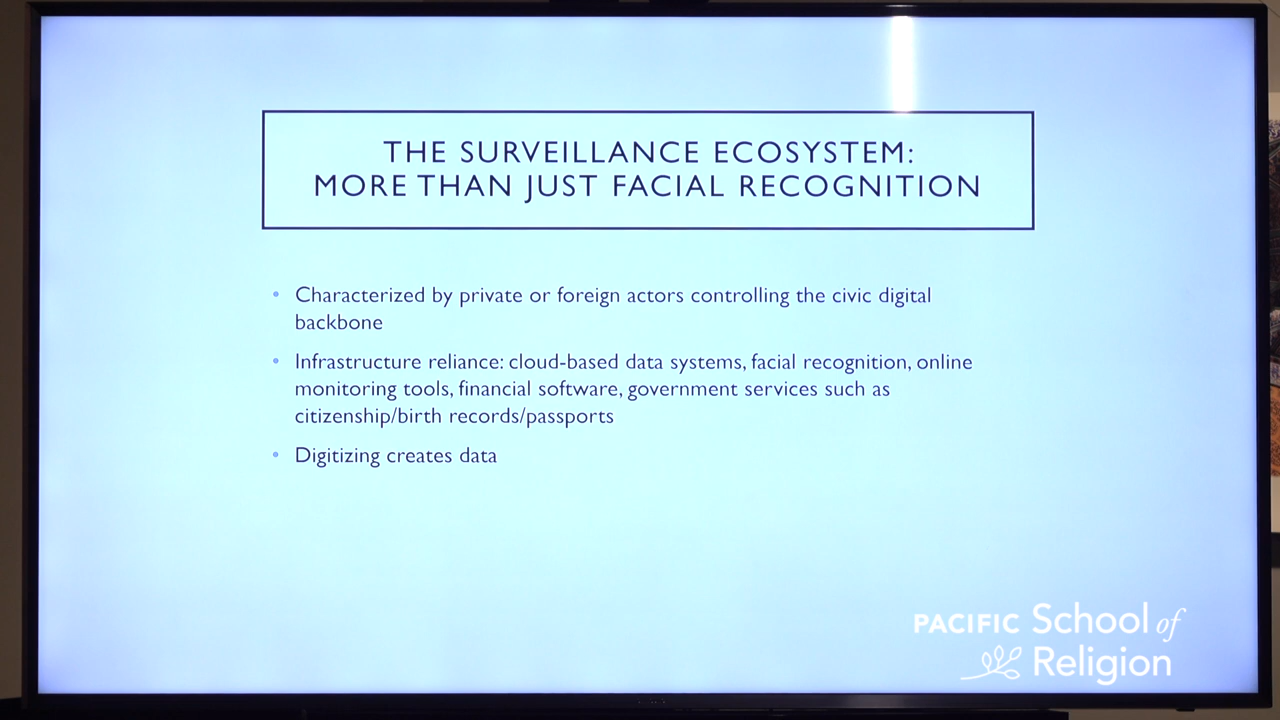 THE SURVEILLANCE ECOSYSTEM:
MORE THAN JUST FACIAL RECOGNITION
• Characterized by private or foreign actors controlling the civic digital
backbone
• Infrastructure reliance: cloud-based data systems, facial recognition, online
monitoring tools, financial software, government services such as
citizenship/birth records/passports
• Digitizing creates data
PACIFIC School of
Religion